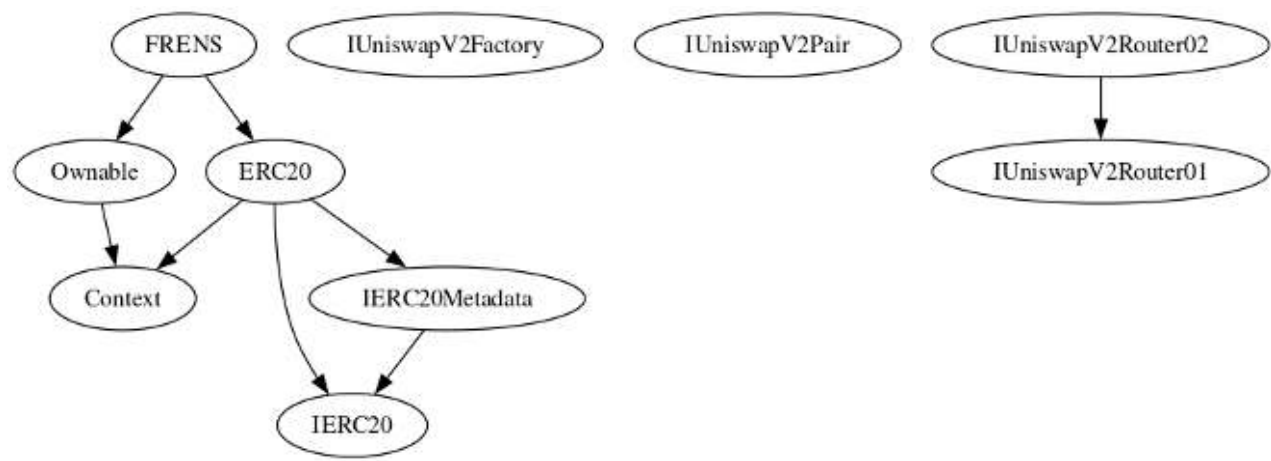 FRENS
IUniswapV2Factory
IUniswapV2Pair
IUniswapV2Router02
Ownable
ERC20
IUniswapV2Router01
Context
IERC20Metadata
IERC20